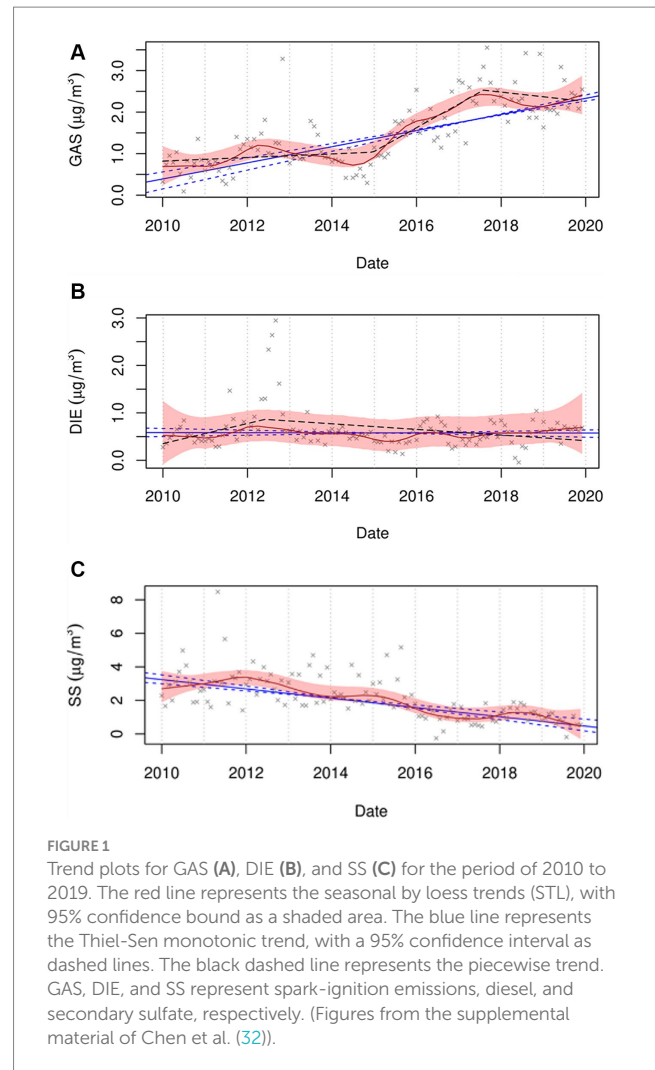 A
GAS (µg/m³)
3.0
2.0
1.0
0.0
2010 2012 2014 2016 2018 2020
Date
B
DIE (µg/m³)
3.0
2.0
1.0
0.0
2010 2012 2014 2016 2018 2020
Date
C
SS (µg/m³)
8
6
4
2
0
2010 2012 2014 2016 2018 2020
Date
FIGURE 1
Trend plots for GAS (A), DIE (B), and SS (C) for the period of 2010 to
2019. The red line represents the seasonal by loess trends (STL), with
95% confidence bound as a shaded area. The blue line represents
the Thiel-Sen monotonic trend, with a 95% confidence interval as
dashed lines. The black dashed line represents the piecewise trend.
GAS, DIE, and SS represent spark-ignition emissions, diesel, and
secondary sulfate, respectively. (Figures from the supplemental
material of Chen et al. (32)).